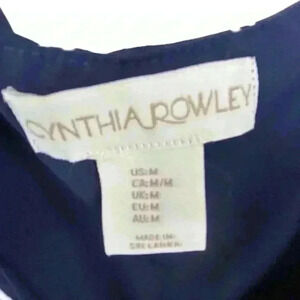 CYNTHIA ROWLEY
US:M
CA:M/M
UK:M
EU:M
AU:M
MADE IN:
SRI LANKA